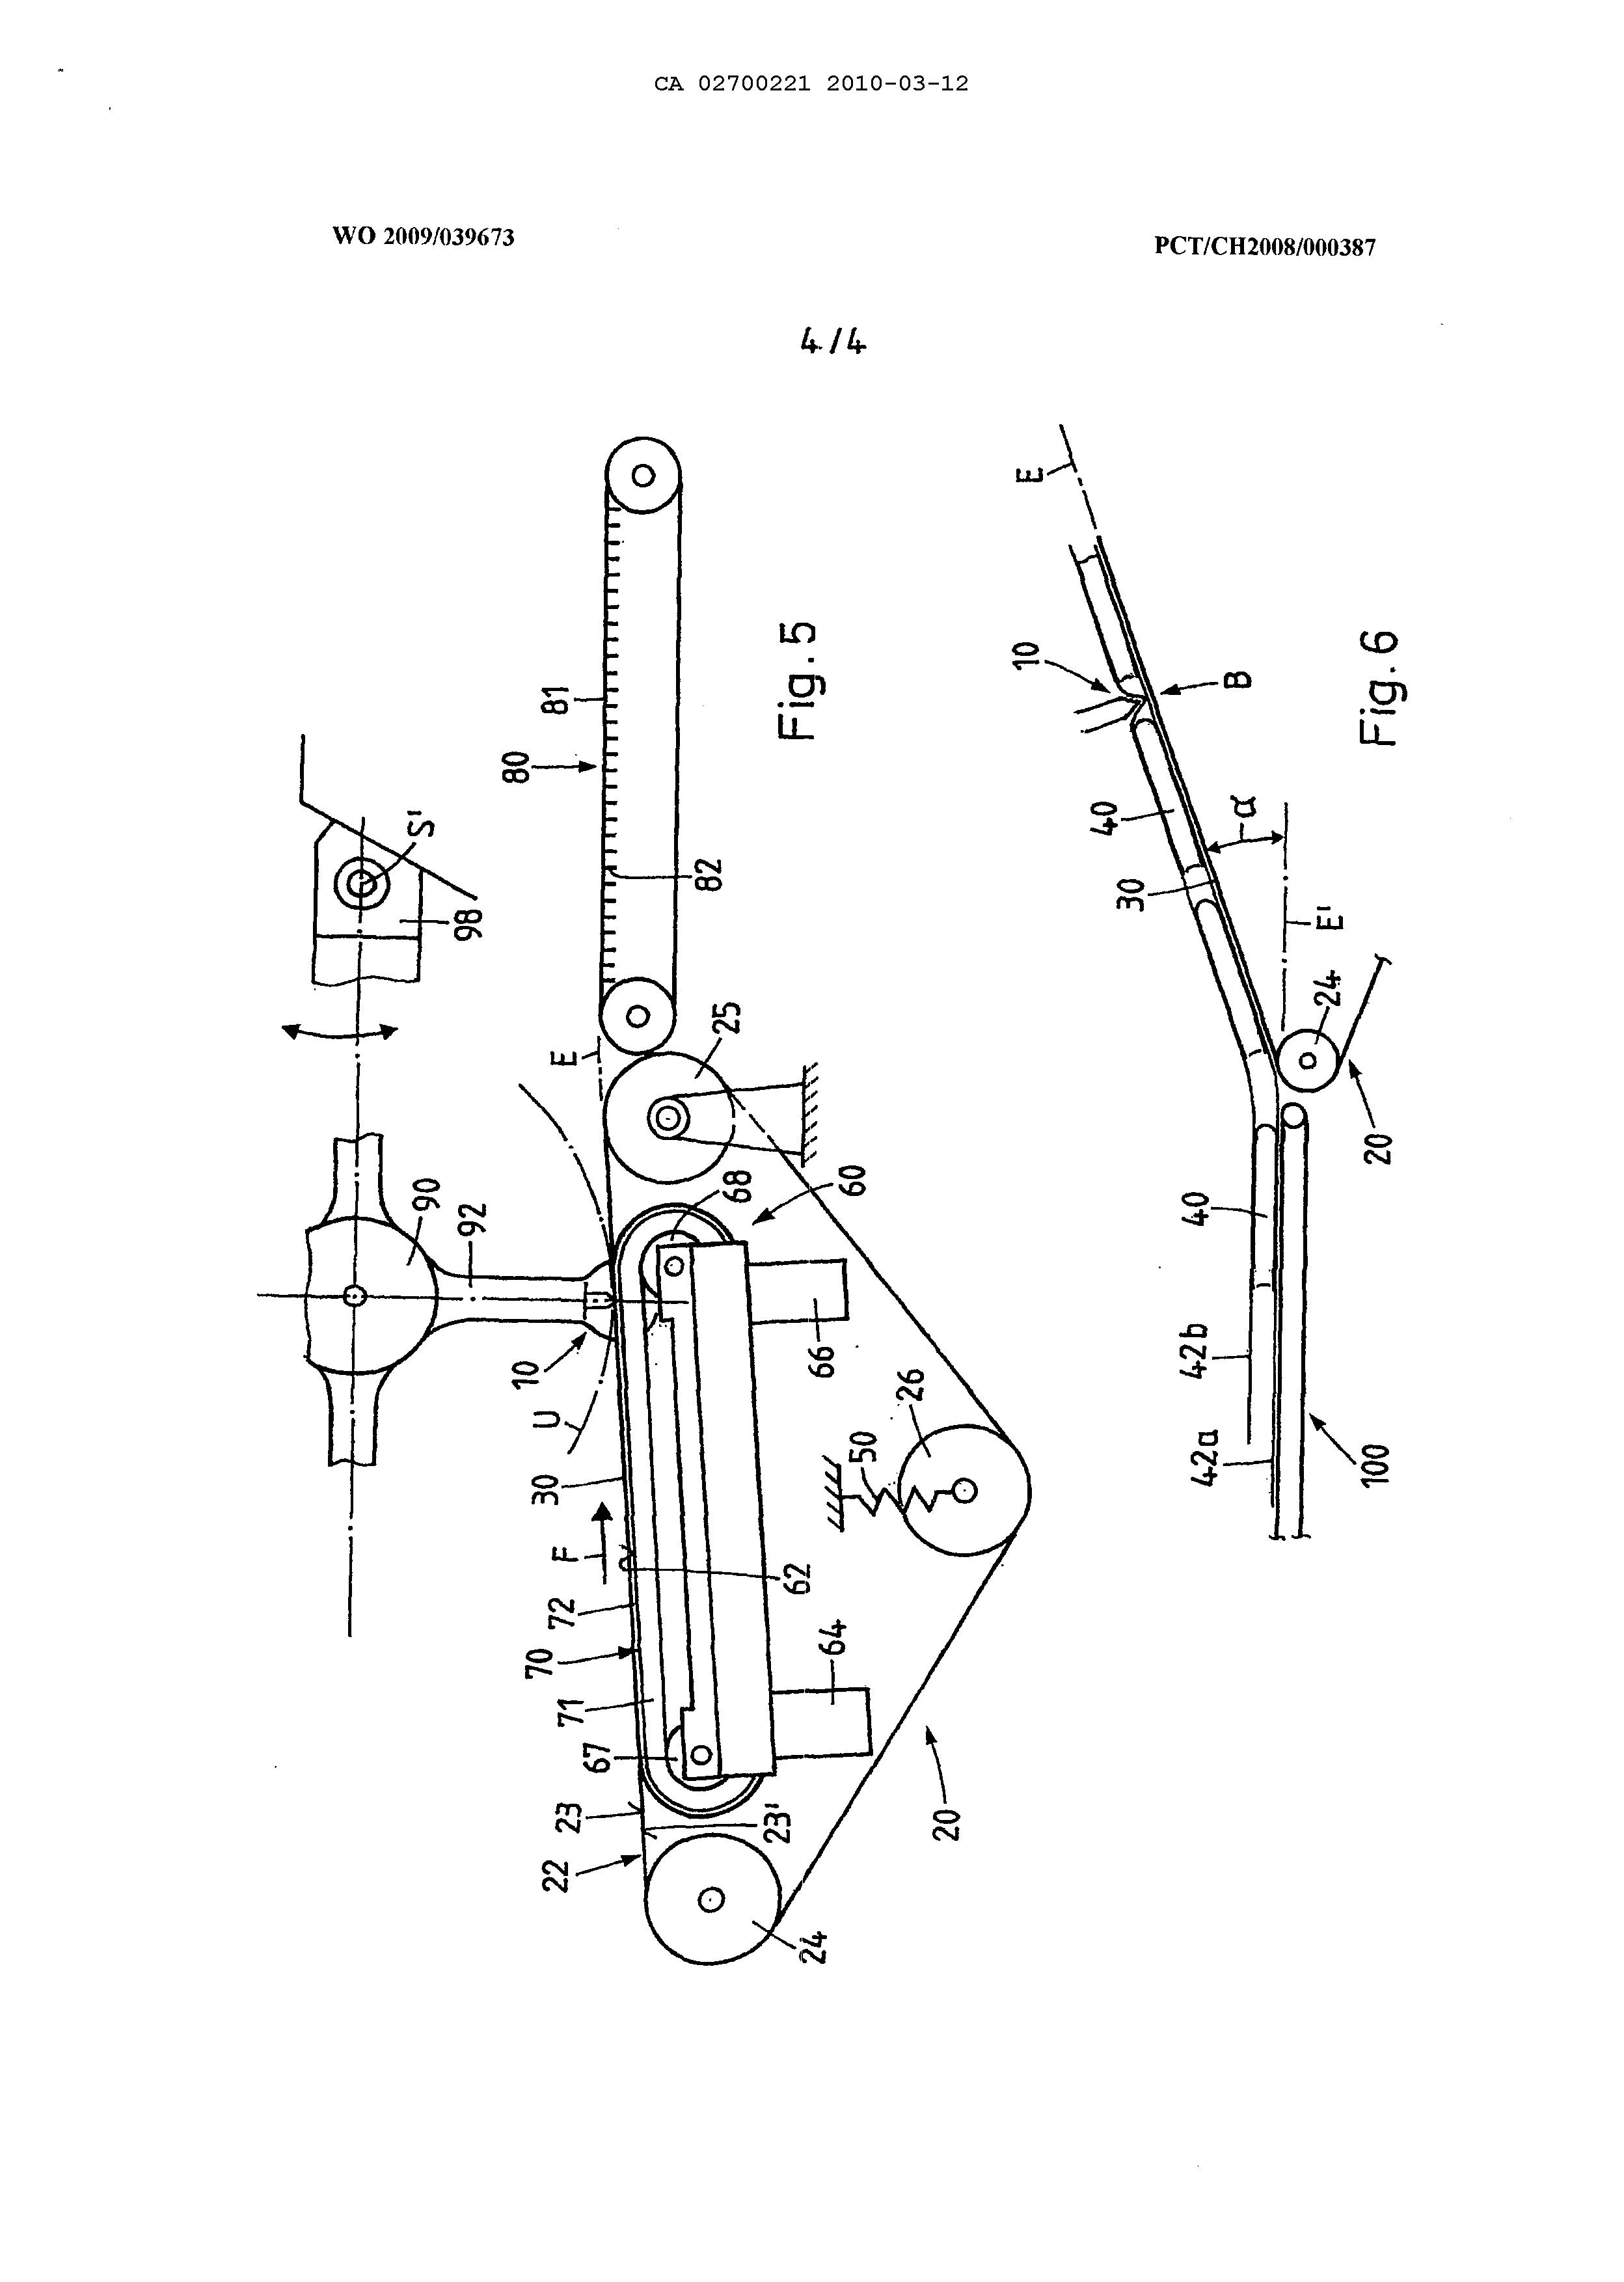 CA 02700221 2010-03-12
WO 2009/039673
PCT/CH2008/000387
4/4
S'
98
90
92
10
U
E
80
81
82
25
68
60
66
30
F
72
70
71
67
62
64
26
50
23
23'
22
24
20
Fig.5
E
10
B
40
30
α
E'
24
20
40
42b
42a
100
Fig.6